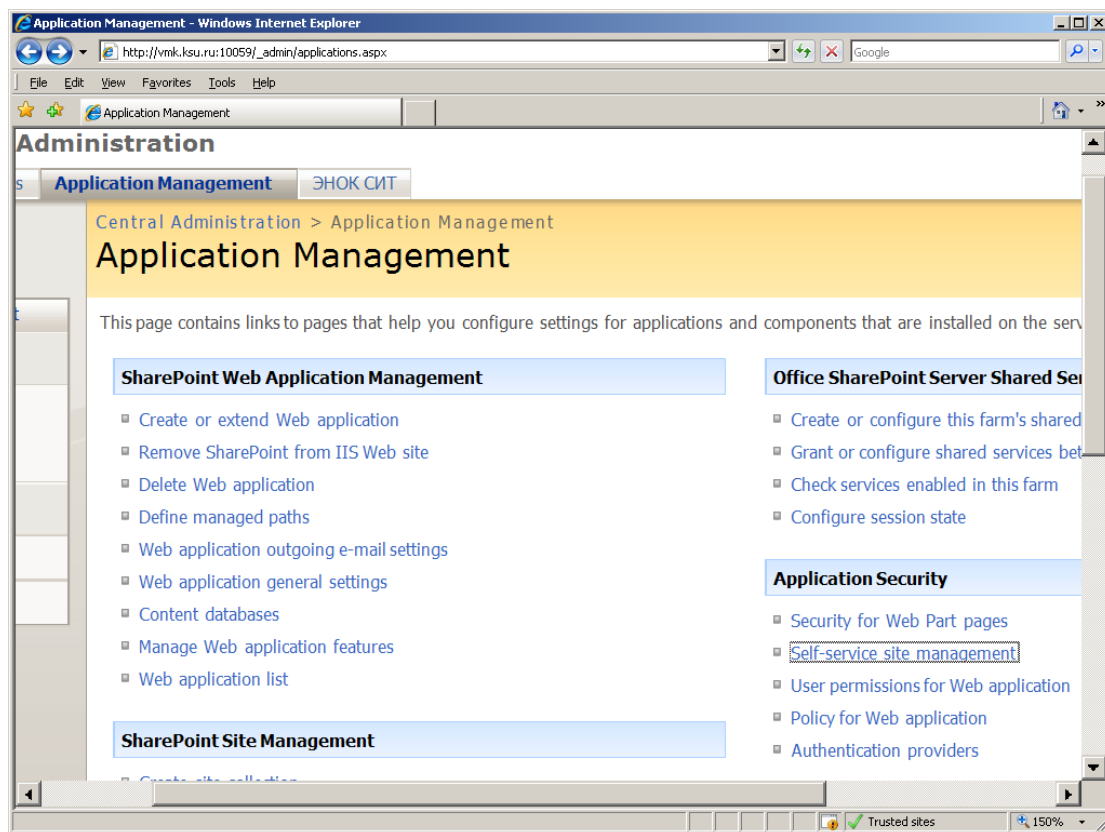 Application Management - Windows Internet Explorer
http://vmk.ksu.ru:10059/_admin/applications.aspx
Google
File Edit View Favorites Tools Help
Application Management
Administration
s Application Management ЭНОК СИТ
Central Administration > Application Management
Application Management
t
This page contains links to pages that help you configure settings for applications and components that are installed on the serv
SharePoint Web Application Management
Create or extend Web application
Remove SharePoint from IIS Web site
Delete Web application
Define managed paths
Web application outgoing e-mail settings
Web application general settings
Content databases
Manage Web application features
Web application list
SharePoint Site Management
Create site collection
Office SharePoint Server Shared Ser
Create or configure this farm's shared
Grant or configure shared services bet
Check services enabled in this farm
Configure session state
Application Security
Security for Web Part pages
Self-service site management
User permissions for Web application
Policy for Web application
Authentication providers
Trusted sites
150%